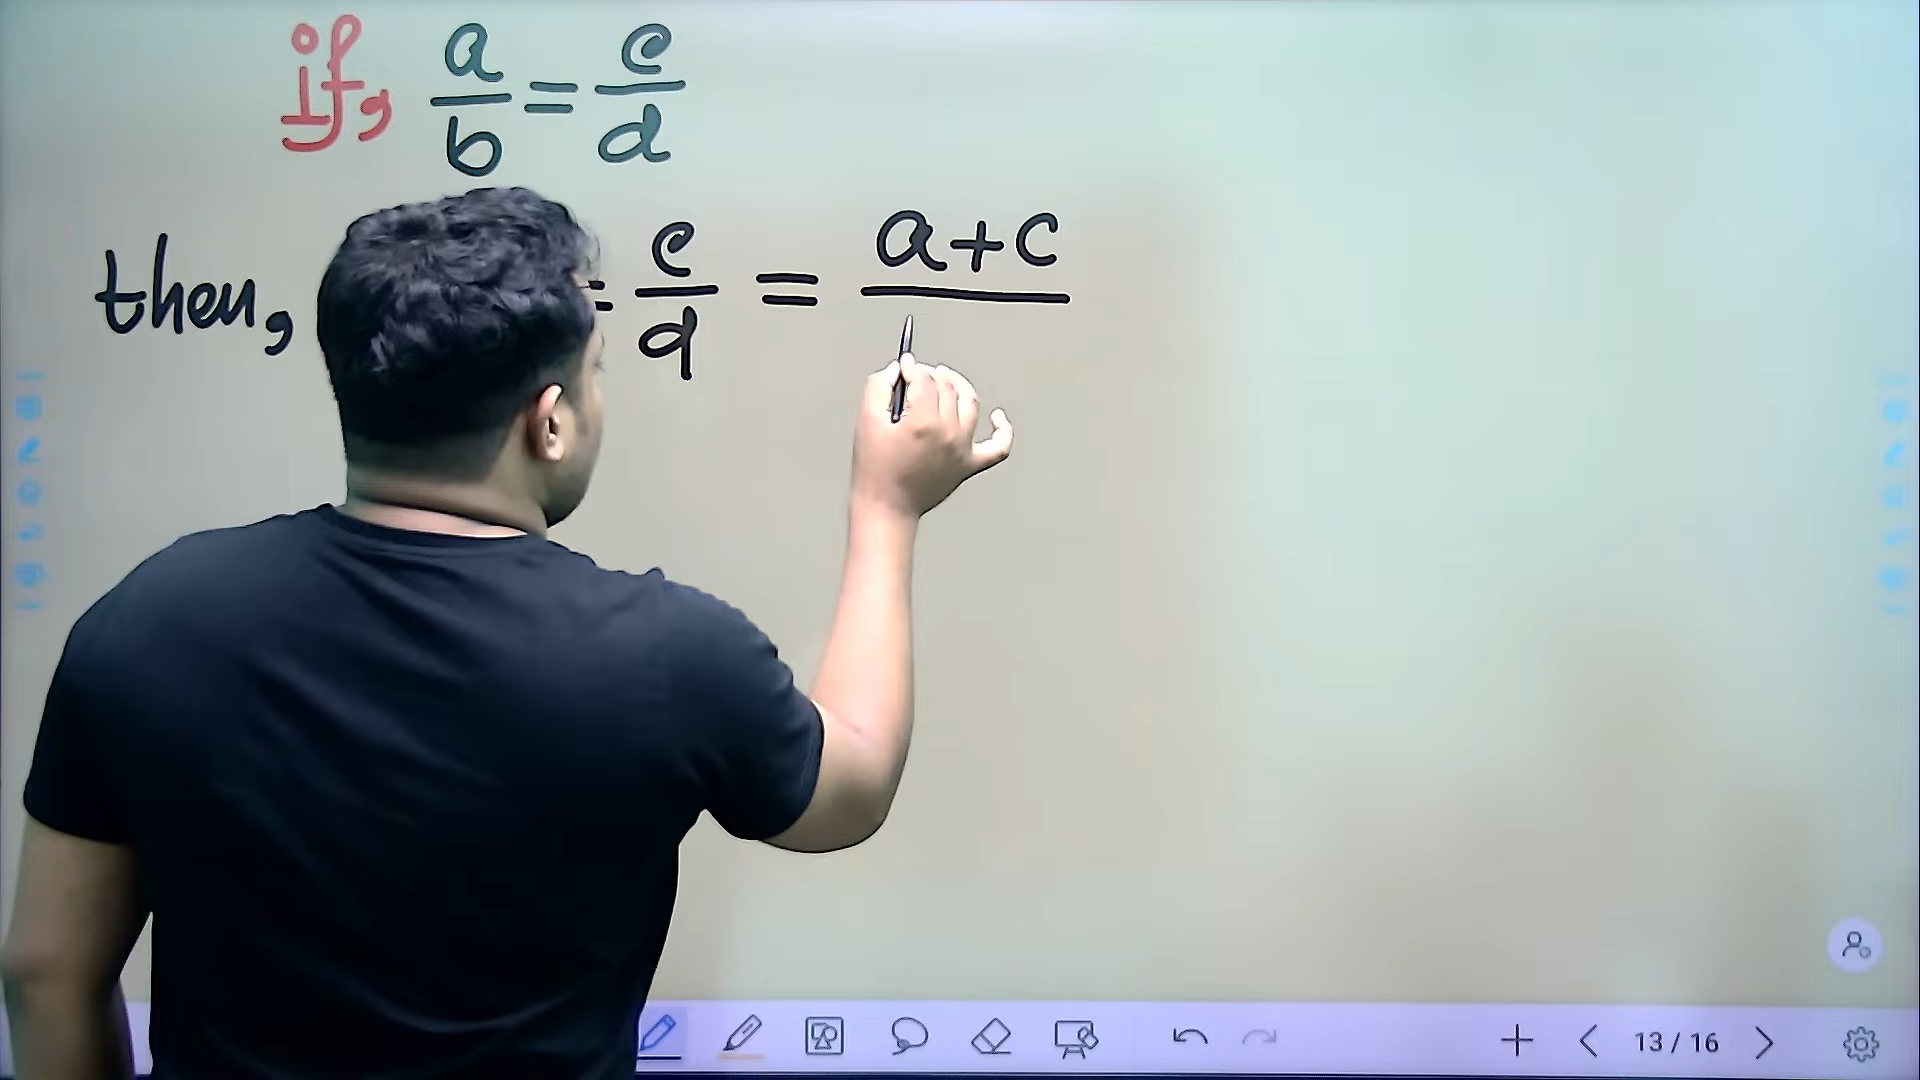 if, a/b = c/d
then, = c/d = a+c
13 / 16